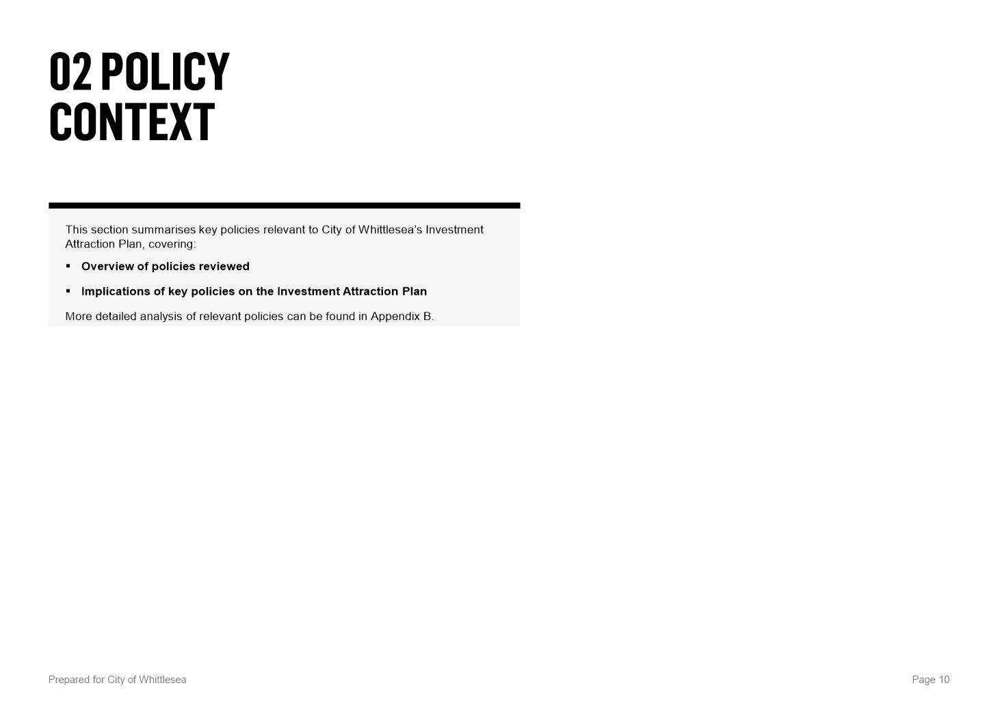 02 POLICY
CONTEXT
This section summarises key policies relevant to City of Whittlesea’s Investment
Attraction Plan, covering:
▪ Overview of policies reviewed
▪ Implications of key policies on the Investment Attraction Plan
More detailed analysis of relevant policies can be found in Appendix B.
Prepared for City of Whittlesea
Page 10